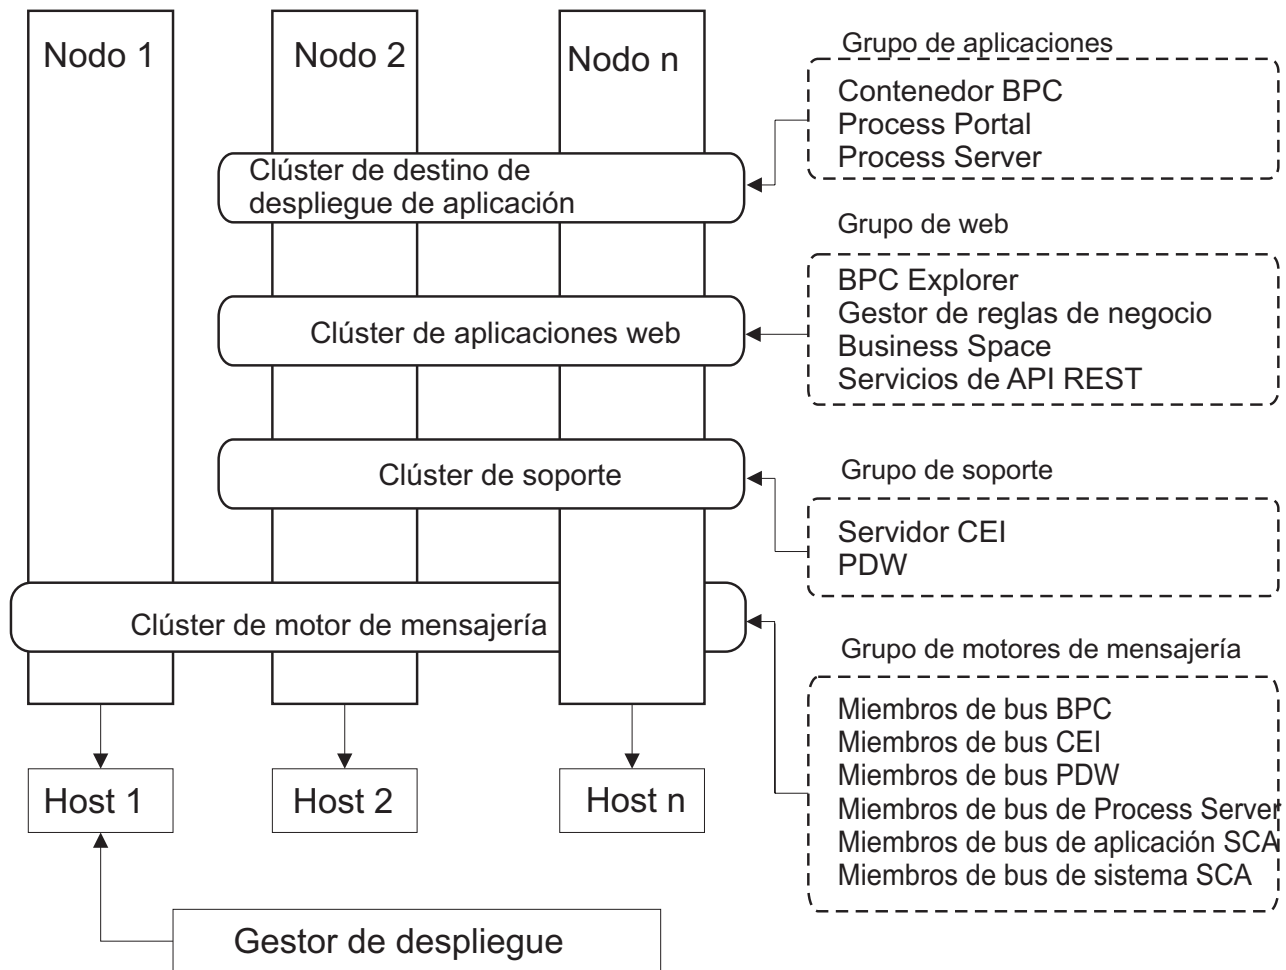 Nodo 1
Nodo 2
Nodo n
Clúster de destino de
despliegue de aplicación
Clúster de aplicaciones web
Clúster de soporte
Clúster de motor de mensajería
Host 1
Host 2
Host n
Gestor de despliegue
Grupo de aplicaciones
Contenedor BPC
Process Portal
Process Server
Grupo de web
BPC Explorer
Gestor de reglas de negocio
Business Space
Servicios de API REST
Grupo de soporte
Servidor CEI
PDW
Grupo de motores de mensajería
Miembros de bus BPC
Miembros de bus CEI
Miembros de bus PDW
Miembros de bus de Process Server
Miembros de bus de aplicación SCA
Miembros de bus de sistema SCA